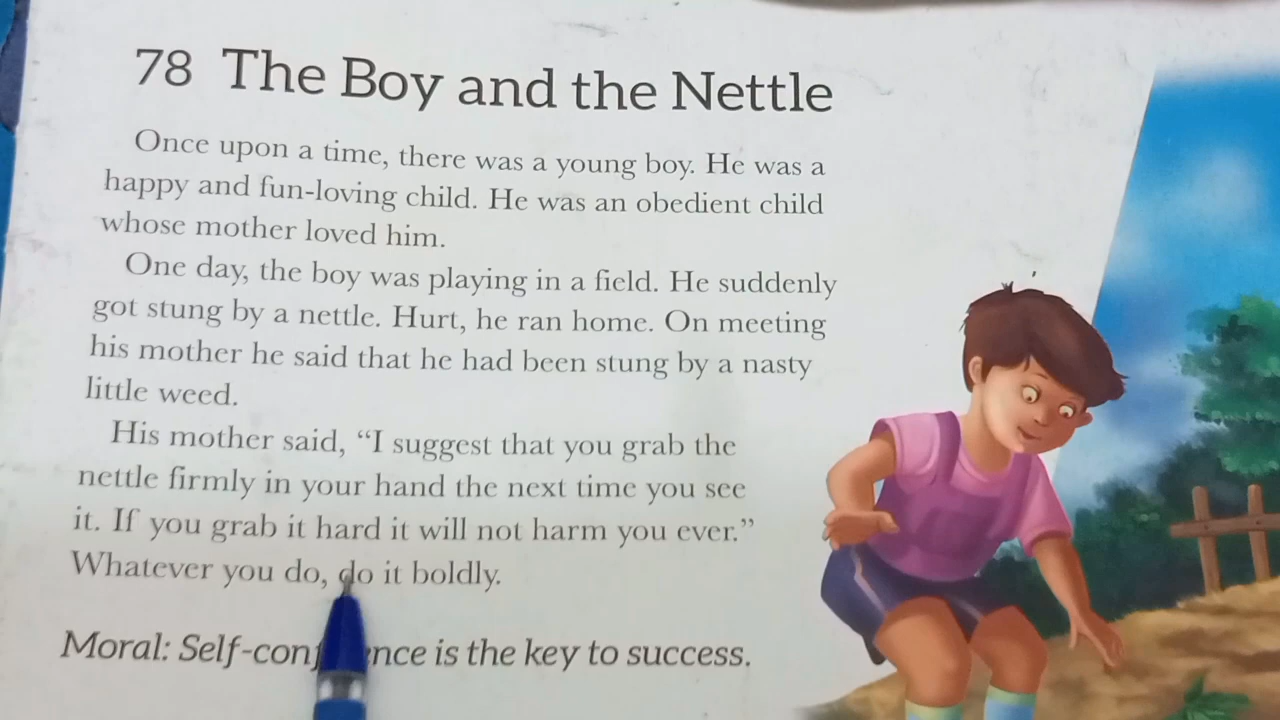 78 The Boy and the Nettle
Once upon a time, there was a young boy. He was a
happy and fun-loving child. He was an obedient child
whose mother loved him.
One day, the boy was playing in a field. He suddenly
got stung by a nettle. Hurt, he ran home. On meeting
his mother he said that he had been stung by a nasty
little weed.
His mother said, “I suggest that you grab the
nettle firmly in your hand the next time you see
it. If you grab it hard it will not harm you ever.”
Whatever you do, do it boldly.
Moral: Self-confidence is the key to success.